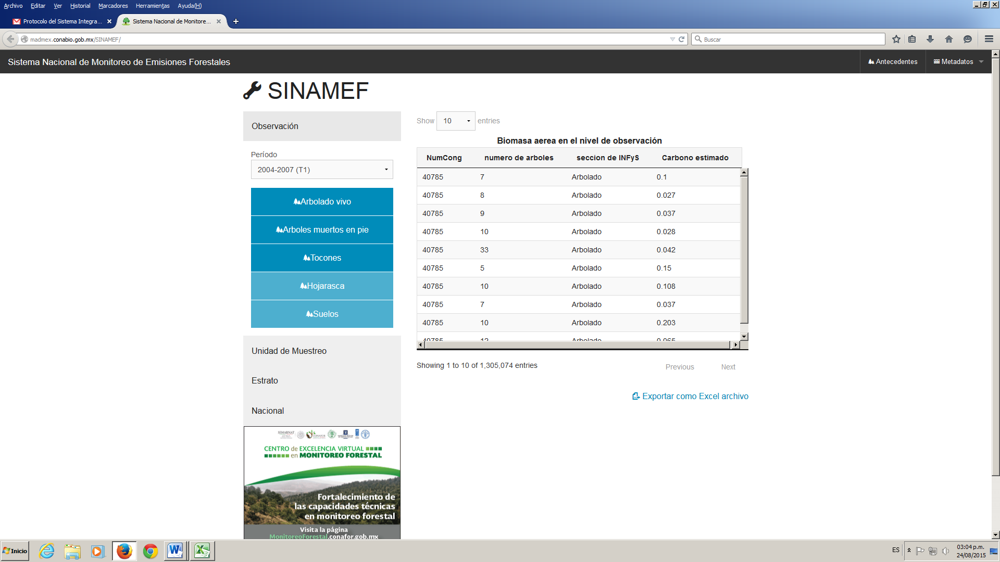 Archivo Editar Ver Historial Marcadores Herramientas Ayuda(H)
Protocolo del Sistema Integra... Sistema Nacional de Monitore...
madmex.conabio.gob.mx/SINAMEF/ Buscar
Sistema Nacional de Monitoreo de Emisiones Forestales Antecedentes Metadatos
SINAMEF
Observación
Período
2004-2007 (T1)
Arbolado vivo
Arboles muertos en pie
Tocones
Hojarasca
Suelos
Unidad de Muestreo
Estrato
Nacional
Show 10 entries
Biomasa aerea en el nivel de observación
NumCong numero de arboles seccion de INFyS Carbono estimado
40785 7 Arbolado 0.1
40785 8 Arbolado 0.027
40785 9 Arbolado 0.037
40785 10 Arbolado 0.028
40785 33 Arbolado 0.042
40785 5 Arbolado 0.15
40785 10 Arbolado 0.108
40785 7 Arbolado 0.037
40785 10 Arbolado 0.203
40785 12 Arbolado 0.065
Showing 1 to 10 of 1,305,074 entries Previous Next
Exportar como Excel archivo
SEMARNAT CONAFOR
CENTRO de EXCELENCIA VIRTUAL
en MONITOREO FORESTAL
Fortalecimiento de
las capacidades técnicas
en monitoreo forestal
Visita la página
MonitoreoForestal.conafor.gob.mx
Inicio ES 03:04 p.m.
24/08/2015